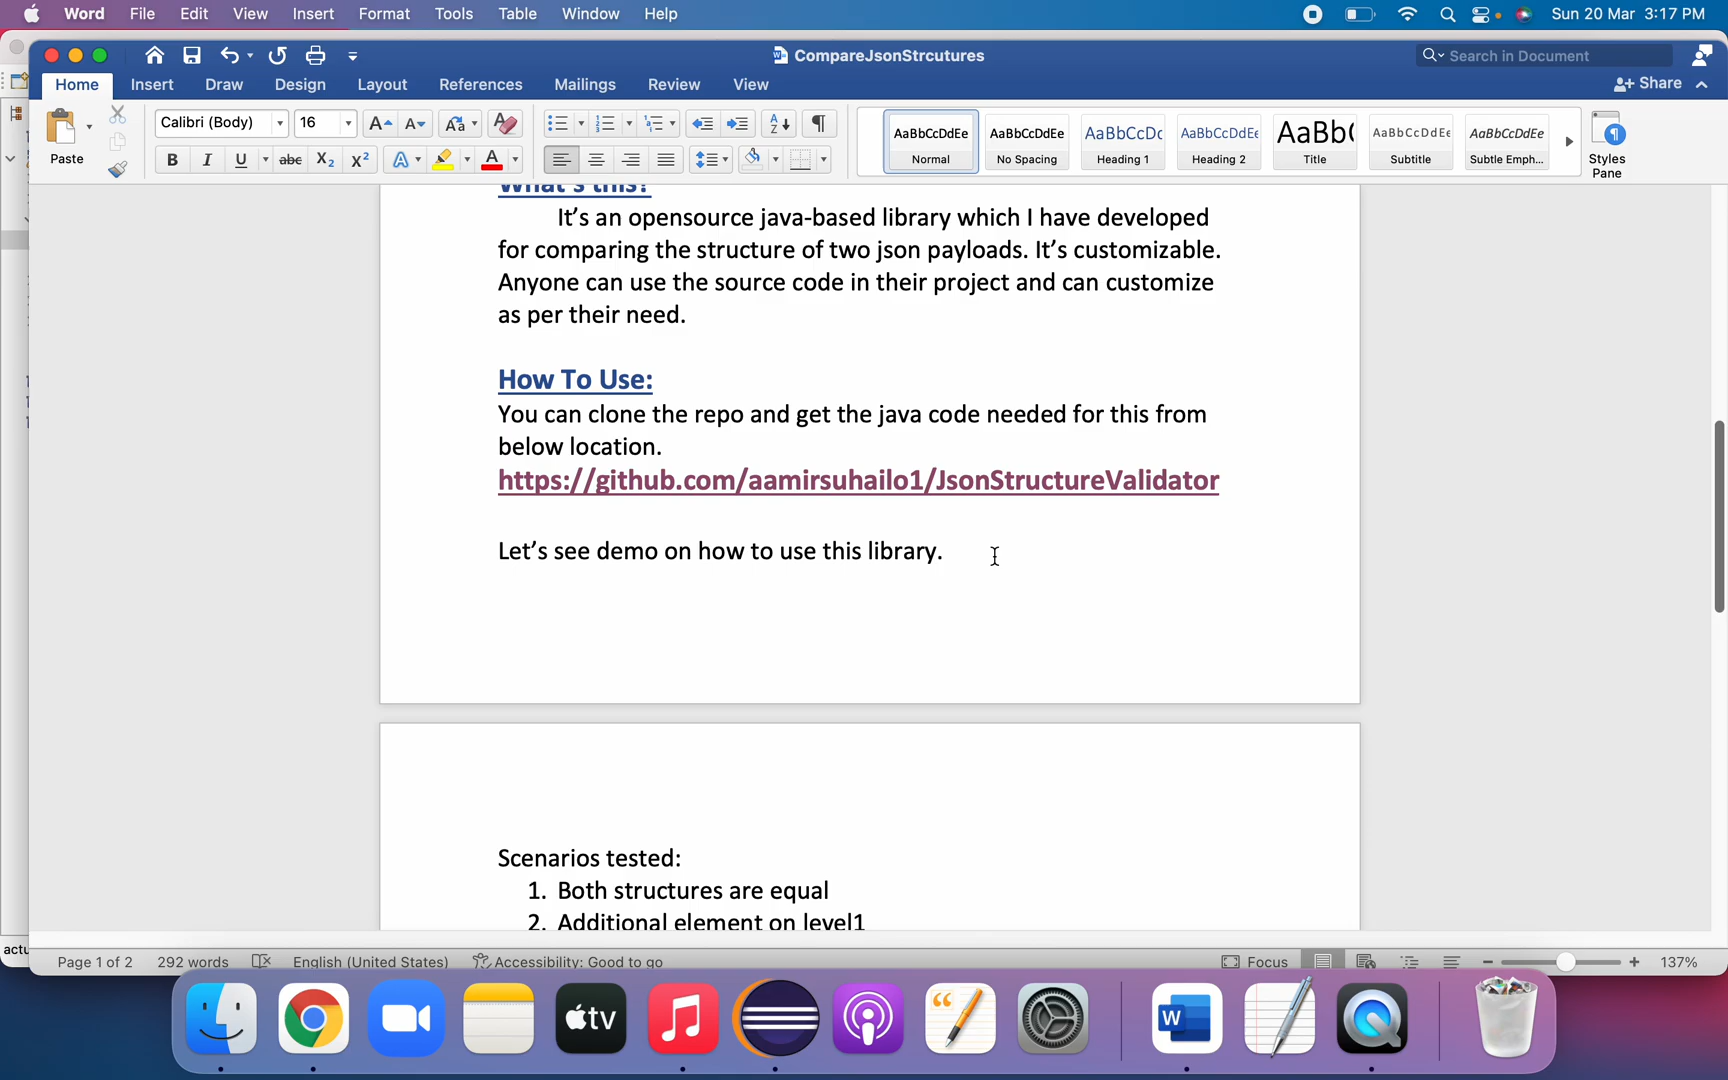 Word File Edit View Insert Format Tools Table Window Help Sun 20 Mar 3:17 PM
CompareJsonStrcutures
Search in Document
Home Insert Draw Design Layout References Mailings Review View Share
Paste
Calibri (Body) 16
AaBbCcDdEe AaBbCcDdEe AaBbCcDc AaBbCcDdEe AaBb( AaBbCcDdEe AaBbCcDdEe
Normal No Spacing Heading 1 Heading 2 Title Subtitle Subtle Emph... Styles Pane
What's this?
It's an opensource java-based library which I have developed
for comparing the structure of two json payloads. It's customizable.
Anyone can use the source code in their project and can customize
as per their need.
How To Use:
You can clone the repo and get the java code needed for this from
below location.
https://github.com/aamirsuhailo1/JsonStructureValidator
Let's see demo on how to use this library.
Scenarios tested:
1. Both structures are equal
2. Additional element on level1
actu
Page 1 of 2 292 words English (United States) Accessibility: Good to go Focus 137%
tv
W